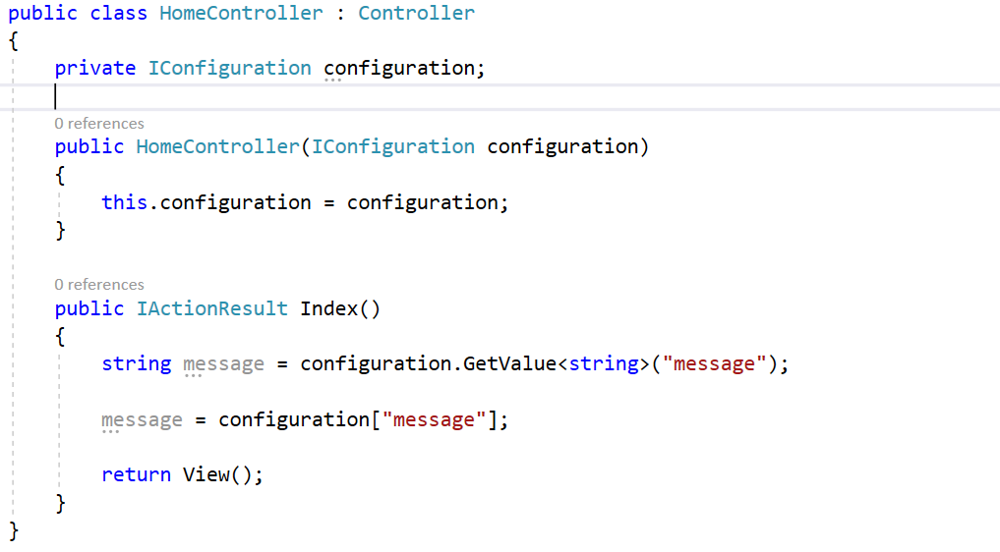 public class HomeController : Controller
{
    private IConfiguration configuration;
    0 references
    public HomeController(IConfiguration configuration)
    {
        this.configuration = configuration;
    }
    0 references
    public IActionResult Index()
    {
        string message = configuration.GetValue<string>("message");
        message = configuration["message"];
        return View();
    }
}